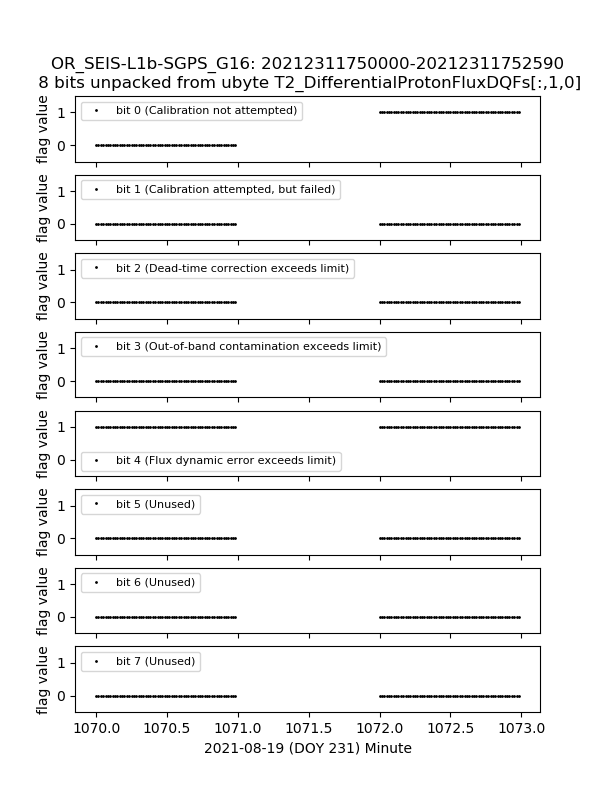 OR_SEIS-L1b-SGPS_G16: 20212311750000-20212311752590
8 bits unpacked from ubyte T2_DifferentialProtonFluxDQFs[:,1,0]
flag value
1
0
bit 0 (Calibration not attempted)
flag value
1
0
bit 1 (Calibration attempted, but failed)
flag value
1
0
bit 2 (Dead-time correction exceeds limit)
flag value
1
0
bit 3 (Out-of-band contamination exceeds limit)
flag value
1
0
bit 4 (Flux dynamic error exceeds limit)
flag value
1
0
bit 5 (Unused)
flag value
1
0
bit 6 (Unused)
flag value
1
0
bit 7 (Unused)
1070.0 1070.5 1071.0 1071.5 1072.0 1072.5 1073.0
2021-08-19 (DOY 231) Minute